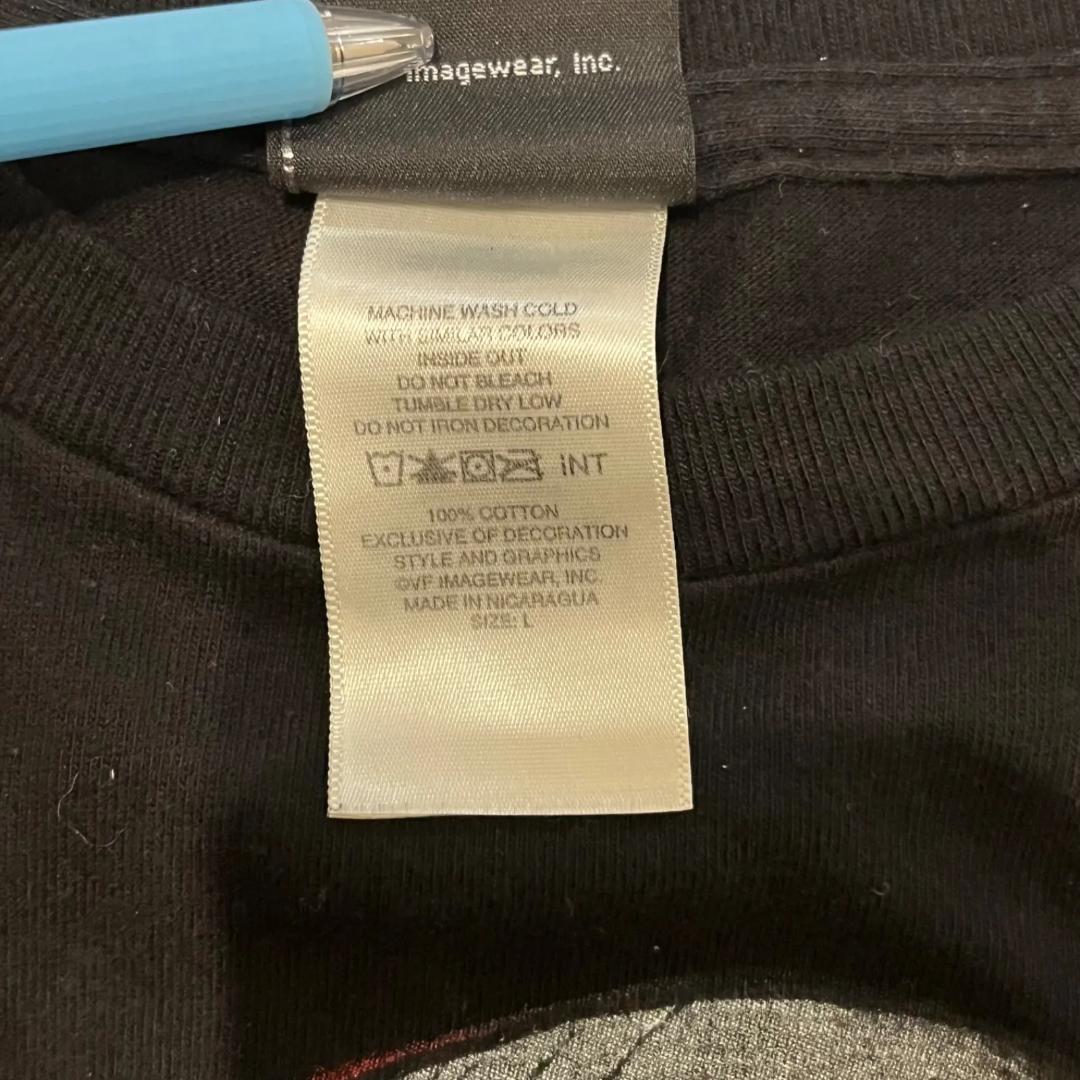 Imagewear, Inc.
MACHINE WASH COLD
WITH SIMILAR COLORS
INSIDE OUT
DO NOT BLEACH
TUMBLE DRY LOW
DO NOT IRON DECORATION
INT
100% COTTON
EXCLUSIVE OF DECORATION
STYLE AND GRAPHICS
©VF IMAGEWEAR, INC.
MADE IN NICARAGUA
SIZE: L